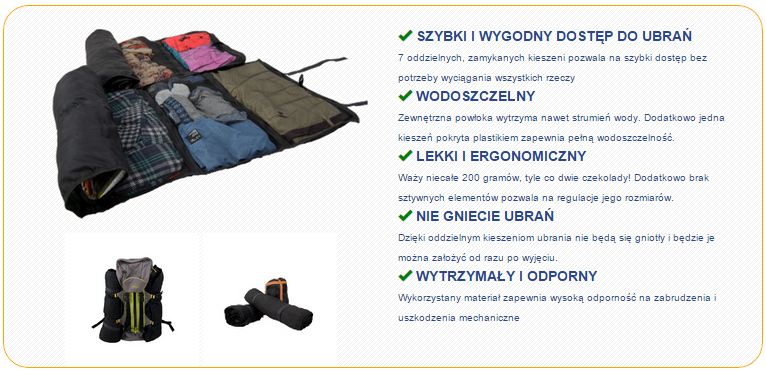 SZYBKI I WYGODNY DOSTĘP DO UBRAŃ
7 oddzielnych, zamykanych kieszeni pozwala na szybki dostęp bez
potrzeby wyciągania wszystkich rzeczy
WODOSZCZELNY
Zewnętrzna powłoka wytrzyma nawet strumień wody. Dodatkowo jedna
kieszeń pokryta plastikiem zapewnia pełną wodoszczelność.
LEKKI I ERGONOMICZNY
Waży niecałe 200 gramów, tyle co dwie czekolady! Dodatkowo brak
sztywnych elementów pozwala na regulacje jego rozmiarów.
NIE GNIECIE UBRAŃ
Dzięki oddzielnym kieszeniom ubrania nie będą się gniotły i będzie je
można założyć od razu po wyjęciu.
WYTRZYMAŁY I ODPORNY
Wykorzystany materiał zapewnia wysoką odporność na zabrudzenia i
uszkodzenia mechaniczne